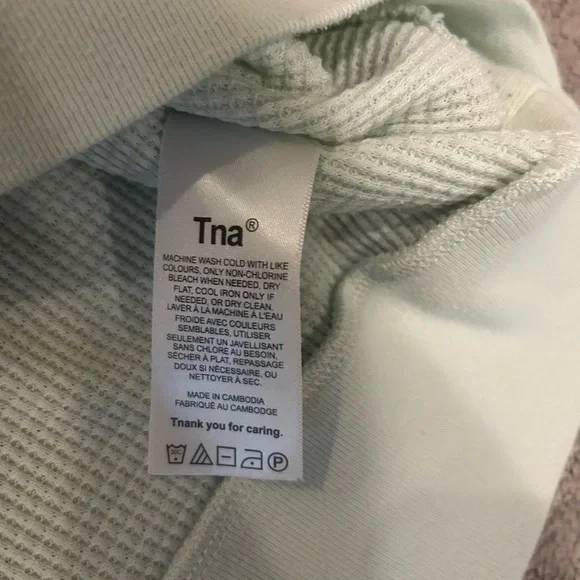 Tna®
MACHINE WASH COLD WITH LIKE
COLOURS, ONLY NON-CHLORINE
BLEACH WHEN NEEDED, DRY
FLAT, COOL IRON ONLY IF
NEEDED, OR DRY CLEAN.
LAVER À LA MACHINE À L'EAU
FROIDE AVEC COULEURS
SEMBLABLES, UTILISER
SEULEMENT UN JAVELLISANT
SANS CHLORE AU BESOIN,
SÉCHER À PLAT, REPASSAGE
DOUX SI NÉCESSAIRE, OU
NETTOYER À SEC.
MADE IN CAMBODIA
FABRIQUÉ AU CAMBODGE
Tnank you for caring.
30C
P